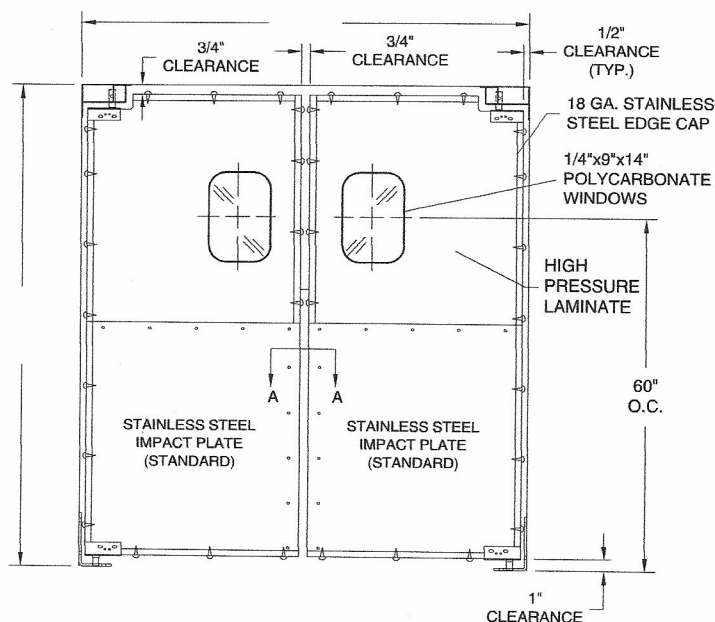 3/4"
CLEARANCE
3/4"
CLEARANCE
1/2"
CLEARANCE
(TYP.)
18 GA. STAINLESS
STEEL EDGE CAP
1/4"x9"x14"
POLYCARBONATE
WINDOWS
HIGH
PRESSURE
LAMINATE
A
A
60"
O.C.
STAINLESS STEEL
IMPACT PLATE
(STANDARD)
STAINLESS STEEL
IMPACT PLATE
(STANDARD)
1"
CLEARANCE